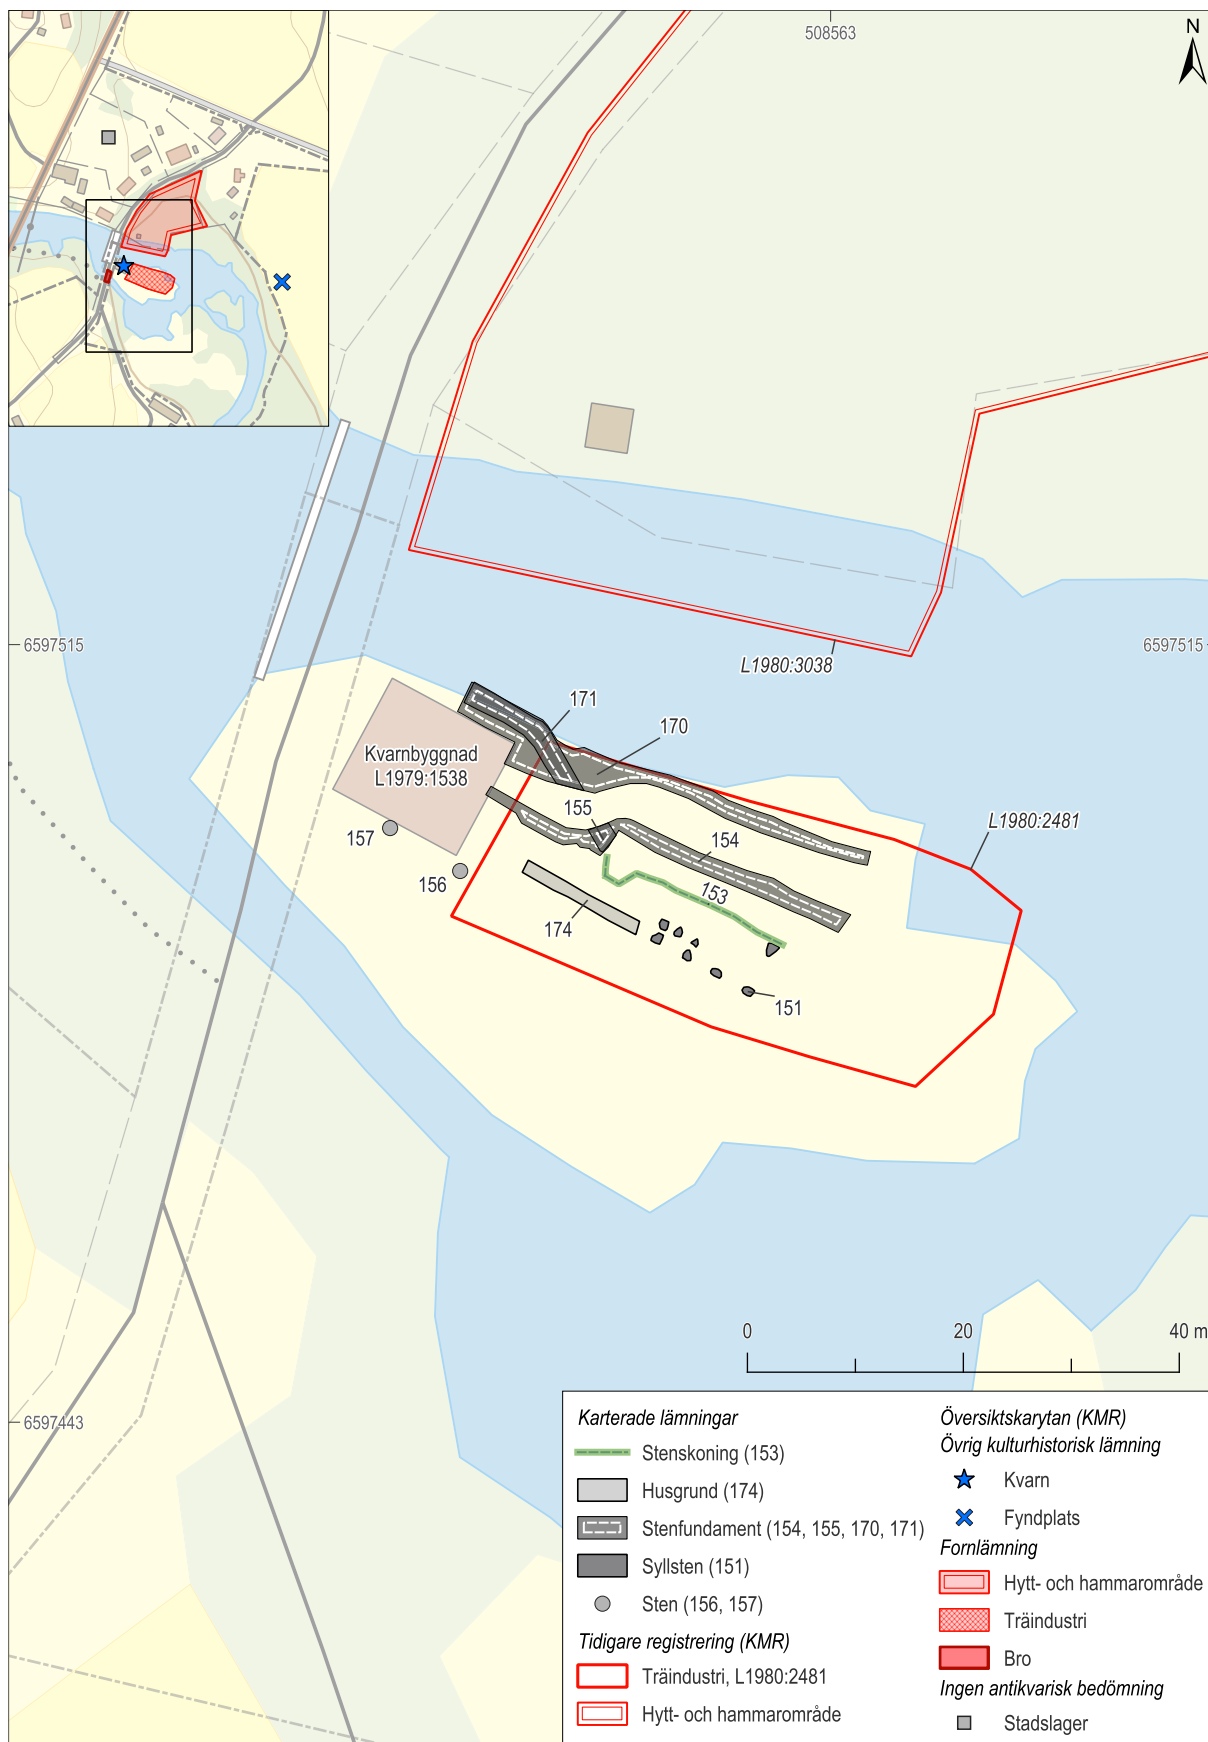 508563
N
6597515
6597515
L1980:3038
171
170
Kvarnbyggnad
L1979:1538
155
154
L1980:2481
157
156
153
174
151
0 20 40 m
6597443
Karterade lämningar
Stenskoning (153)
Husgrund (174)
Stenfundament (154, 155, 170, 171)
Syllsten (151)
Sten (156, 157)
Tidigare registrering (KMR)
Träindustri, L1980:2481
Hytt- och hammarområde
Översiktskarytan (KMR)
Övrig kulturhistorisk lämning
Kvarn
Fyndplats
Fornlämning
Hytt- och hammarområde
Träindustri
Bro
Ingen antikvarisk bedömning
Stadslager